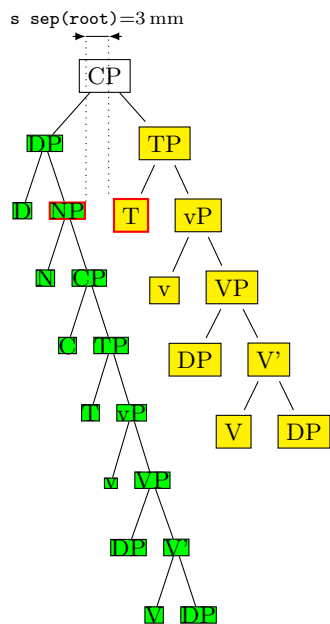 s sep(root)=3 mm
CP
DP TP
D NP T vP
N CP v VP
C TP DP V'
T vP V DP
v VP
DP V'
V DP